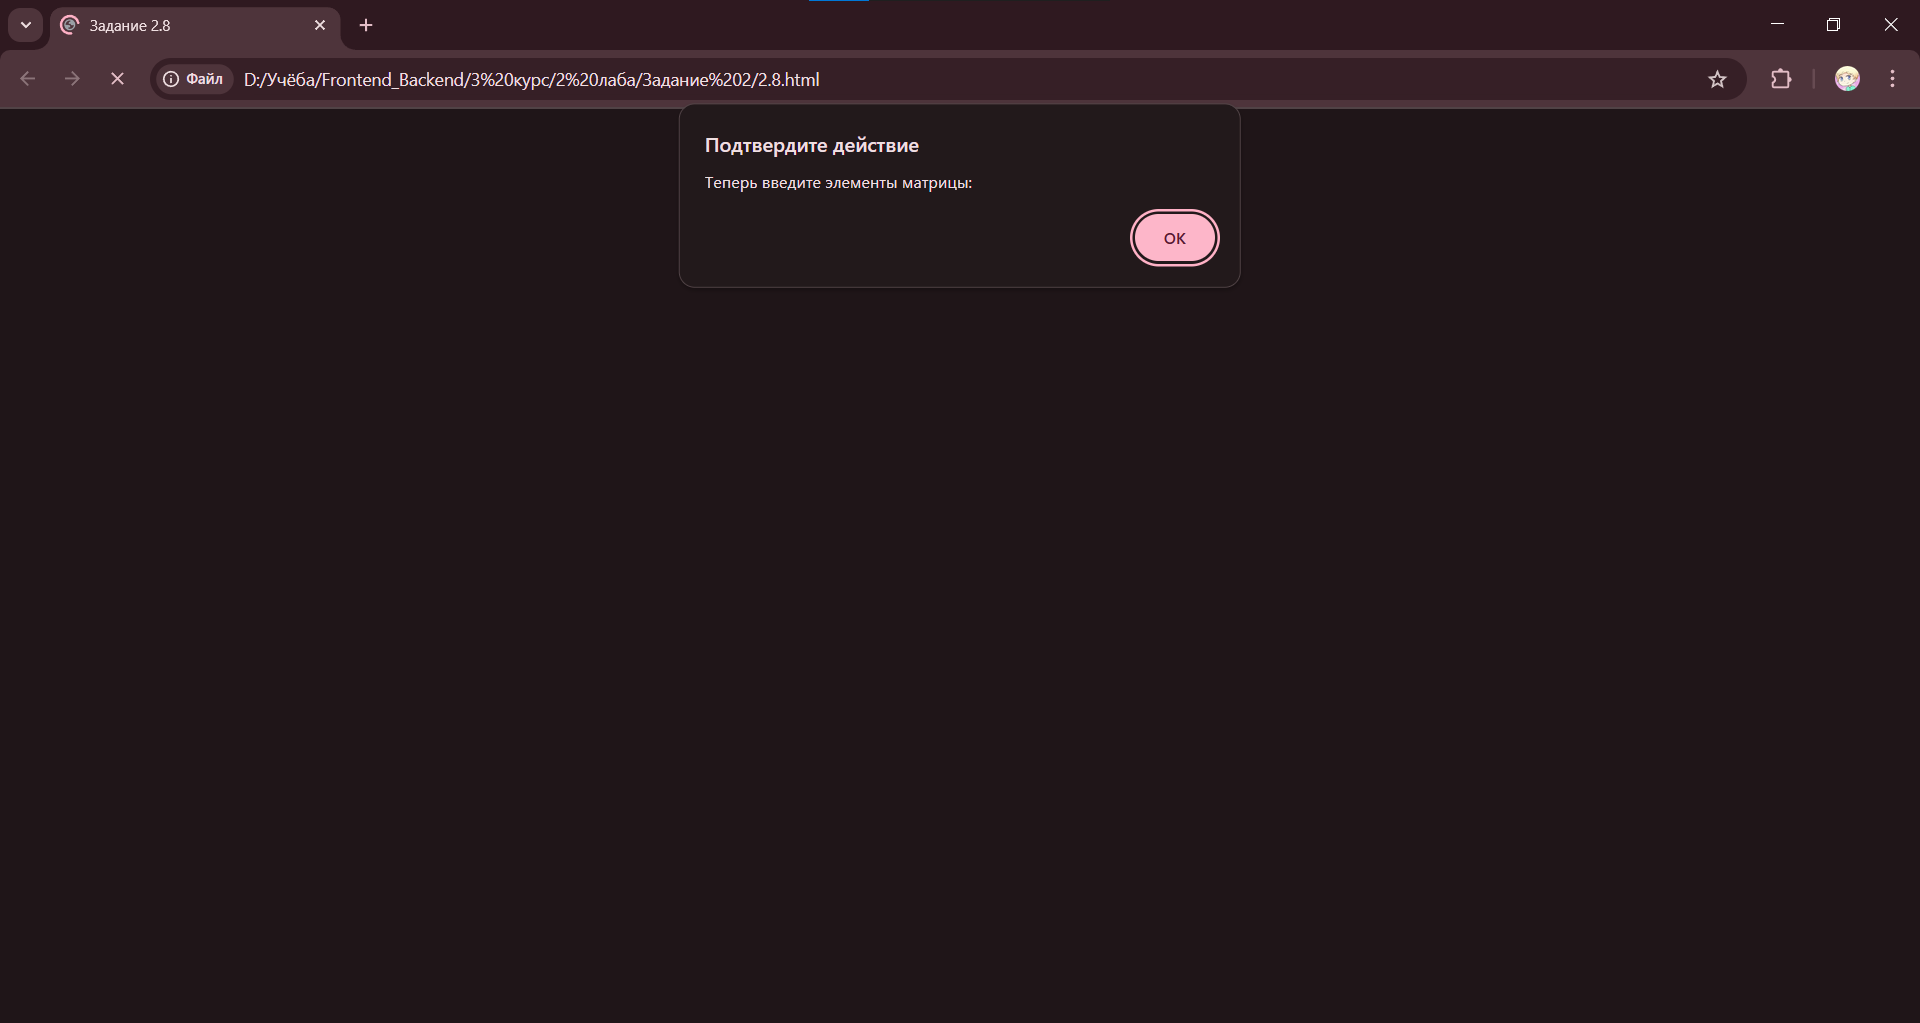 Задание 2.8
Файл
D:/Учёба/Frontend_Backend/3%20курс/2%20лаба/Задание%202/2.8.html
Подтвердите действие
Теперь введите элементы матрицы:
ОК